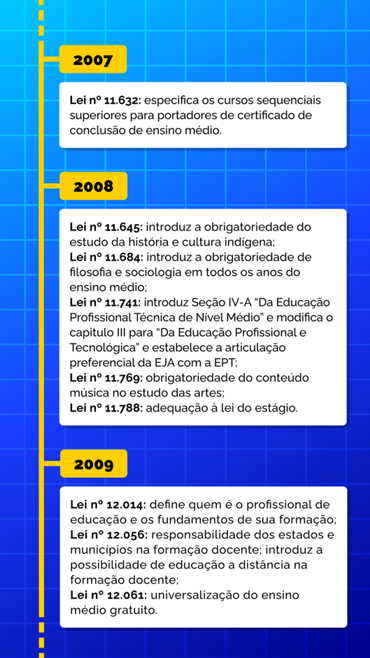 2007
Lei nº 11.632: especifica os cursos sequenciais
superiores para portadores de certificado de
conclusão de ensino médio.
2008
Lei nº 11.645: introduz a obrigatoriedade do
estudo da história e cultura indígena;
Lei nº 11.684: introduz a obrigatoriedade de
filosofia e sociologia em todos os anos do
ensino médio;
Lei nº 11.741: introduz Seção IV-A “Da Educação
Profissional Técnica de Nível Médio” e modifica o
capitulo III para “Da Educação Profissional e
Tecnológica” e estabelece a articulação
preferencial da EJA com a EPT;
Lei nº 11.769: obrigatoriedade do conteúdo
música no estudo das artes;
Lei nº 11.788: adequação à lei do estágio.
2009
Lei nº 12.014: define quem é o profissional de
educação e os fundamentos de sua formação;
Lei nº 12.056: responsabilidade dos estados e
municípios na formação docente; introduz a
possibilidade de educação a distância na
formação docente;
Lei nº 12.061: universalização do ensino
médio gratuito.